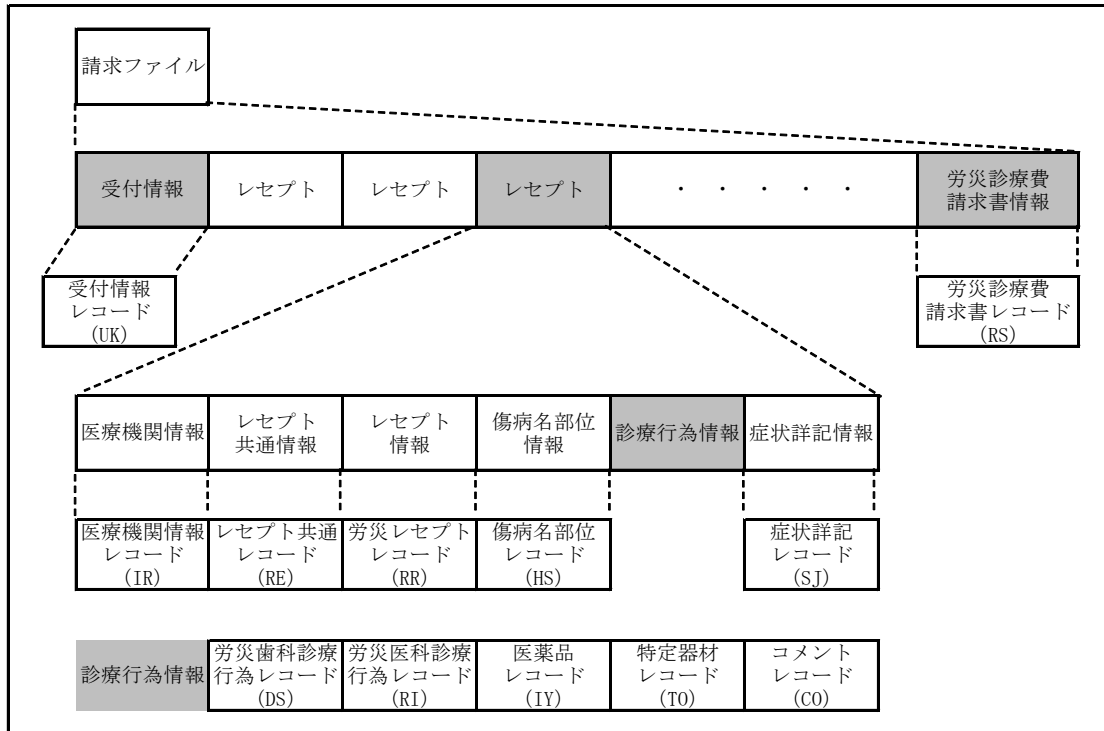 請求ファイル
受付情報
レセプト
レセプト
レセプト
・ ・ ・ ・ ・
労災診療費
請求書情報
受付情報
レコード
(UK)
労災診療費
請求書レコード
(RS)
医療機関情報
レセプト
共通情報
レセプト
情報
傷病名部位
情報
診療行為情報
症状詳記情報
医療機関情報
レコード
(IR)
レセプト共通
レコード
(RE)
労災レセプト
レコード
(RR)
傷病名部位
レコード
(HS)
症状詳記
レコード
(SJ)
診療行為情報
労災歯科診療
行為レコード
(DS)
労災医科診療
行為レコード
(RI)
医薬品
レコード
(IY)
特定器材
レコード
(TO)
コメント
レコード
(CO)